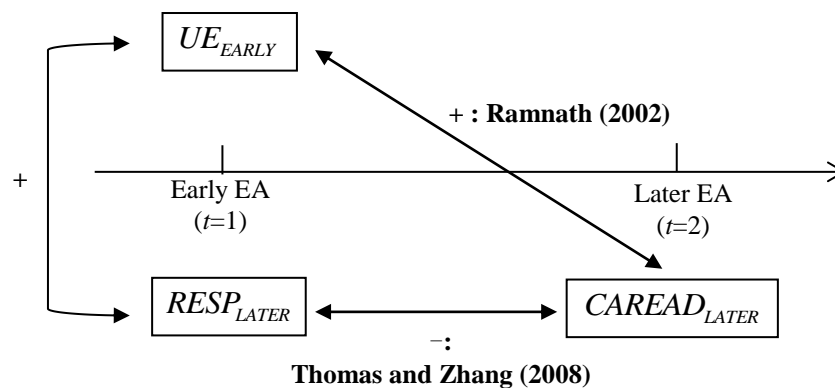 UE_EARLY
+ : Ramnath (2002)
+
Early EA
(t=1)
Later EA
(t=2)
RESP_LATER
CAREAD_LATER
−:
Thomas and Zhang (2008)